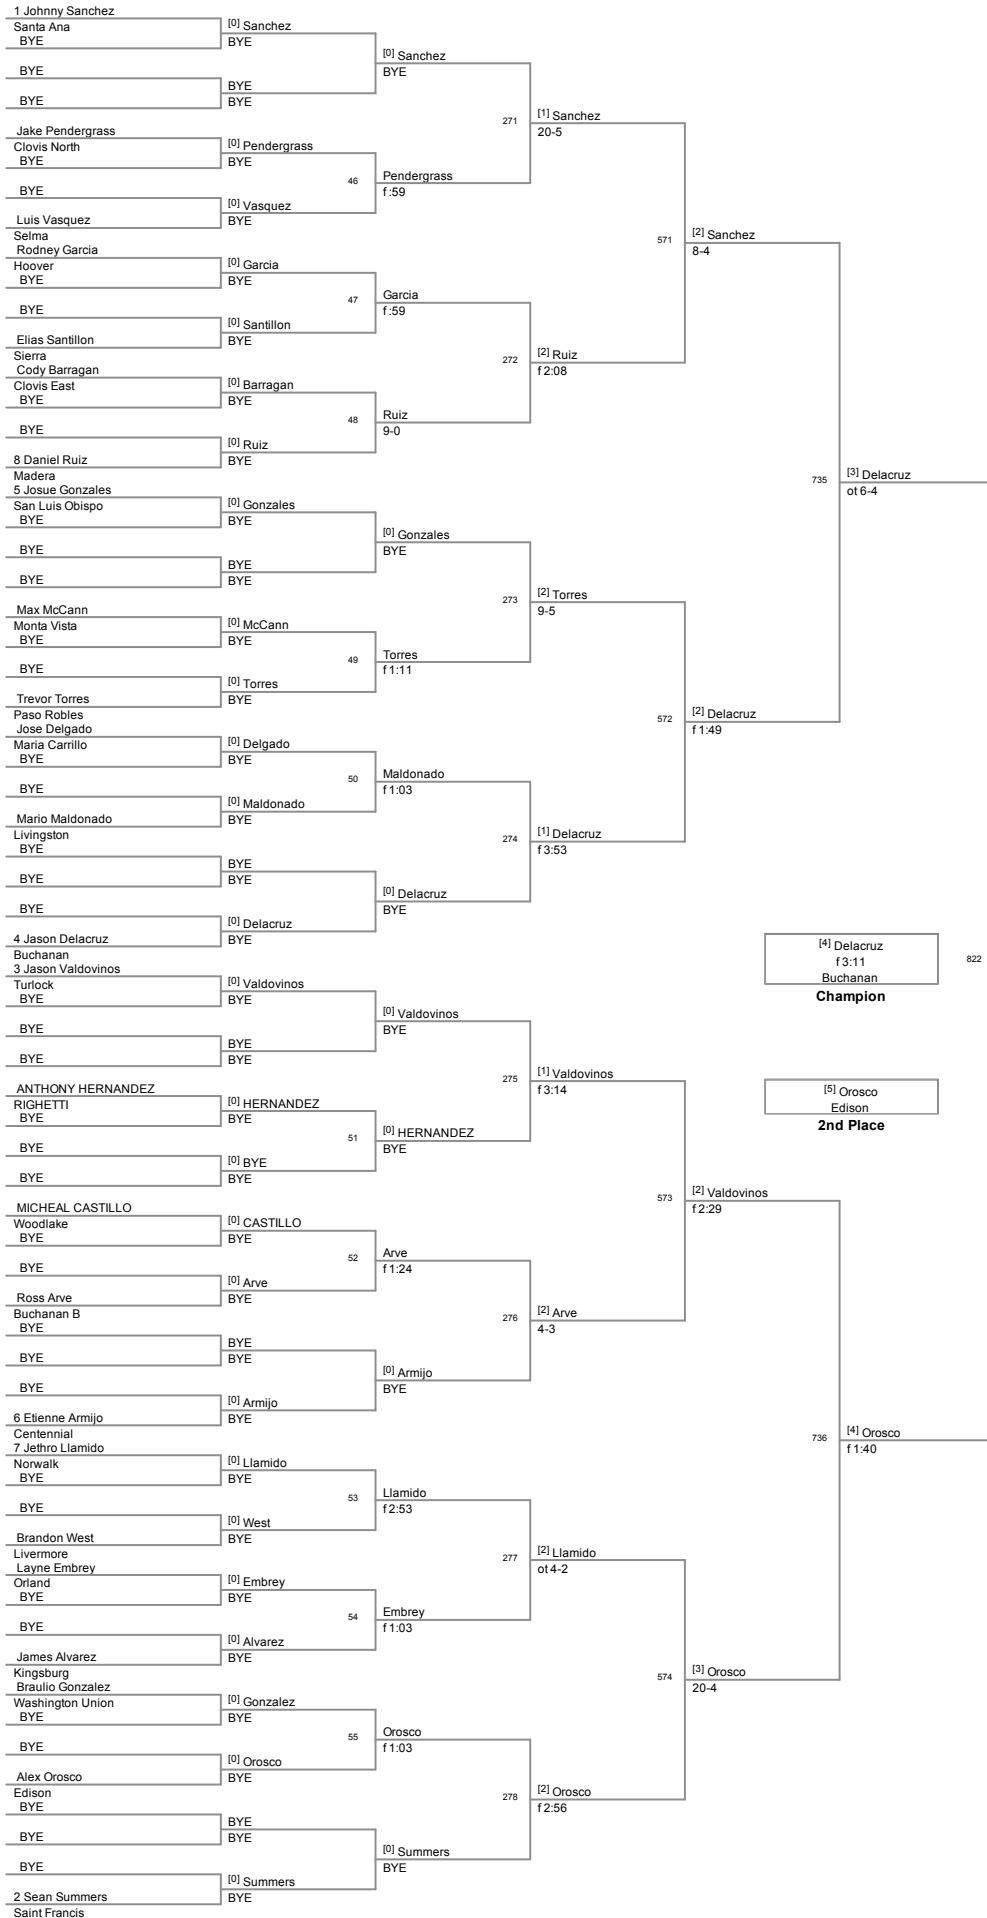 1 Johnny Sanchez
Santa Ana
BYE
BYE
BYE
Jake Pendergrass
Clovis North
BYE
BYE
Luis Vasquez
Selma
Rodney Garcia
Hoover
BYE
BYE
Elias Santillon
Sierra
Cody Barragan
Clovis East
BYE
BYE
8 Daniel Ruiz
Madera
5 Josue Gonzales
San Luis Obispo
BYE
BYE
BYE
Max McCann
Monta Vista
BYE
BYE
Trevor Torres
Paso Robles
Jose Delgado
Maria Carrillo
BYE
BYE
Mario Maldonado
Livingston
BYE
BYE
BYE
4 Jason Delacruz
Buchanan
3 Jason Valdovinos
Turlock
BYE
BYE
BYE
ANTHONY HERNANDEZ
RIGHETTI
BYE
BYE
BYE
MICHEAL CASTILLO
Woodlake
BYE
BYE
Ross Arve
Buchanan B
BYE
BYE
BYE
6 Etienne Armijo
Centennial
7 Jethro Llamido
Norwalk
BYE
BYE
Brandon West
Livermore
Layne Embrey
Orland
BYE
BYE
James Alvarez
Kingsburg
Braulio Gonzalez
Washington Union
BYE
BYE
Alex Orosco
Edison
BYE
BYE
BYE
2 Sean Summers
Saint Francis
[0] Sanchez
BYE
BYE
BYE
[0] Pendergrass
BYE
[0] Vasquez
BYE
[0] Garcia
BYE
[0] Santillon
BYE
[0] Barragan
BYE
[0] Ruiz
BYE
[0] Gonzales
BYE
BYE
BYE
[0] McCann
BYE
[0] Torres
BYE
[0] Delgado
BYE
[0] Maldonado
BYE
BYE
BYE
[0] Delacruz
BYE
[0] Valdovinos
BYE
BYE
BYE
[0] HERNANDEZ
BYE
[0] BYE
BYE
[0] CASTILLO
BYE
[0] Arve
BYE
BYE
BYE
[0] Armijo
BYE
[0] Llamido
BYE
[0] West
BYE
[0] Embrey
BYE
[0] Alvarez
BYE
[0] Gonzalez
BYE
[0] Orosco
BYE
BYE
BYE
[0] Summers
BYE
[0] Sanchez
BYE
46
Pendergrass
f :59
47
Garcia
f :59
48
Ruiz
9-0
[0] Gonzales
BYE
49
Torres
f 1:11
50
Maldonado
f 1:03
[0] Delacruz
BYE
[0] Valdovinos
BYE
51
[0] HERNANDEZ
BYE
52
Arve
f 1:24
[0] Armijo
BYE
53
Llamido
f 2:53
54
Embrey
f 1:03
55
Orosco
f 1:03
[0] Summers
BYE
271
[1] Sanchez
20-5
272
[2] Ruiz
f 2:08
273
[2] Torres
9-5
274
[1] Delacruz
f 3:53
275
[1] Valdovinos
f 3:14
276
[2] Arve
4-3
277
[2] Llamido
ot 4-2
278
[2] Orosco
f 2:56
571
[2] Sanchez
8-4
572
[2] Delacruz
f 1:49
573
[2] Valdovinos
f 2:29
574
[3] Orosco
20-4
735
[3] Delacruz
ot 6-4
736
[4] Orosco
f 1:40
[4] Delacruz
f 3:11
Buchanan
Champion
822
[5] Orosco
Edison
2nd Place